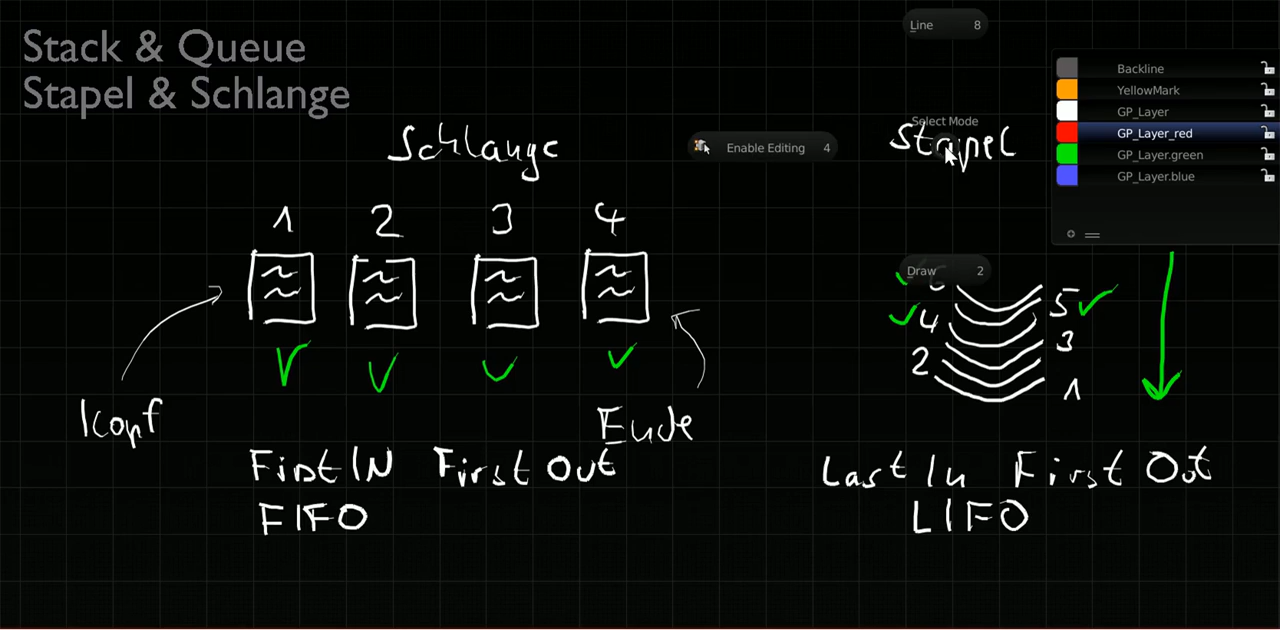 Stack & Queue
Stapel & Schlange
Line 8
Backline
YellowMark
GP_Layer
GP_Layer_red
GP_Layer.green
GP_Layer.blue
Select Mode
Enable Editing 4
Draw 2
Schlange
1 2 3 4
Kopf
Ende
First IN First Out
FIFO
Stapel
5
4
3
2
1
Last In First Out
LIFO